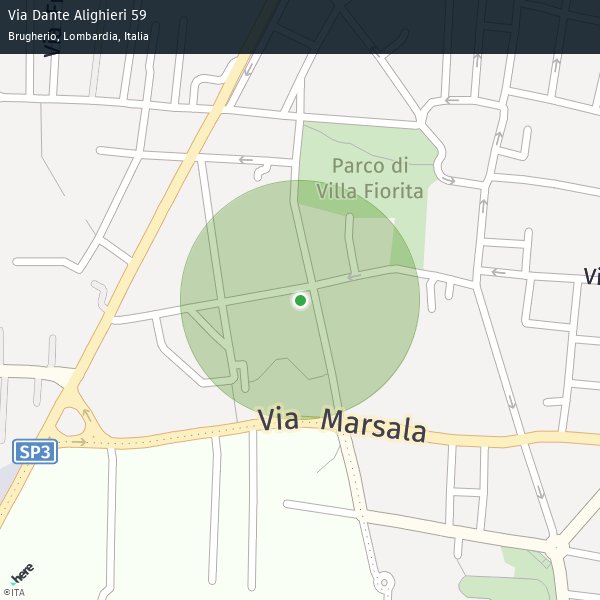 Via Dante Alighieri 59
Brugherio, Lombardia, Italia
Parco di
Villa Fiorita
Vi
Via Marsala
SP3
here
©ITA